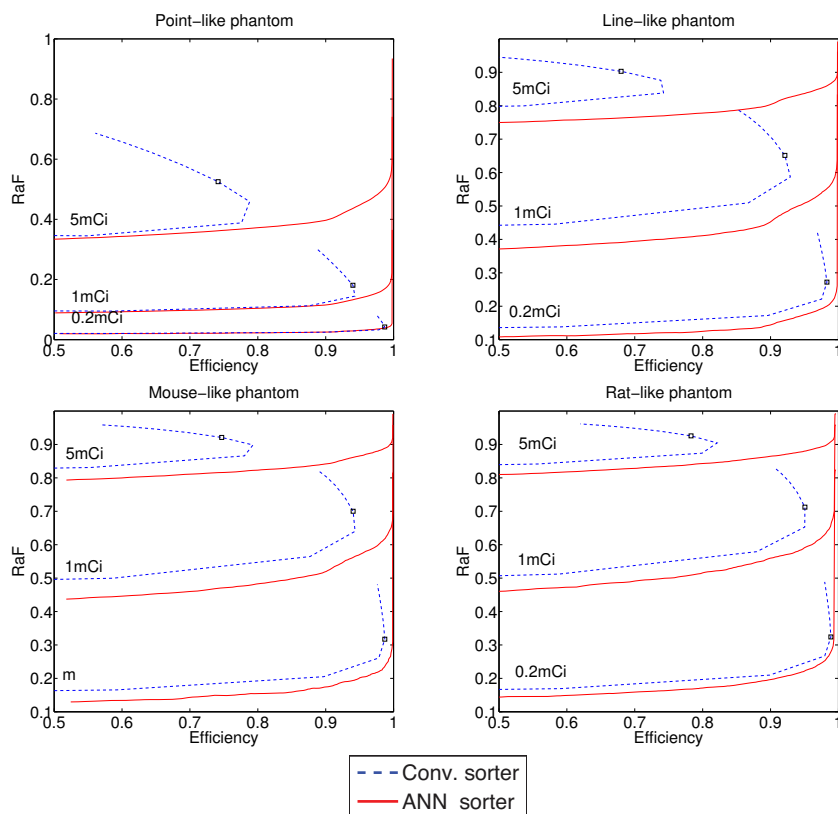 Point−like phantom
1
0.8
0.6
0.4
0.2
0
RaF
5mCi
1mCi
0.2mCi
0.5 0.6 0.7 0.8 0.9 1
Efficiency
Line−like phantom
0.9
0.8
0.7
0.6
0.5
0.4
0.3
0.2
0.1
RaF
5mCi
1mCi
0.2mCi
0.5 0.6 0.7 0.8 0.9 1
Efficiency
Mouse−like phantom
0.9
0.8
0.7
0.6
0.5
0.4
0.3
0.2
0.1
RaF
5mCi
1mCi
m
0.5 0.6 0.7 0.8 0.9 1
Efficiency
Rat−like phantom
0.9
0.8
0.7
0.6
0.5
0.4
0.3
0.2
0.1
RaF
5mCi
1mCi
0.2mCi
0.5 0.6 0.7 0.8 0.9 1
Efficiency
Conv. sorter
ANN sorter